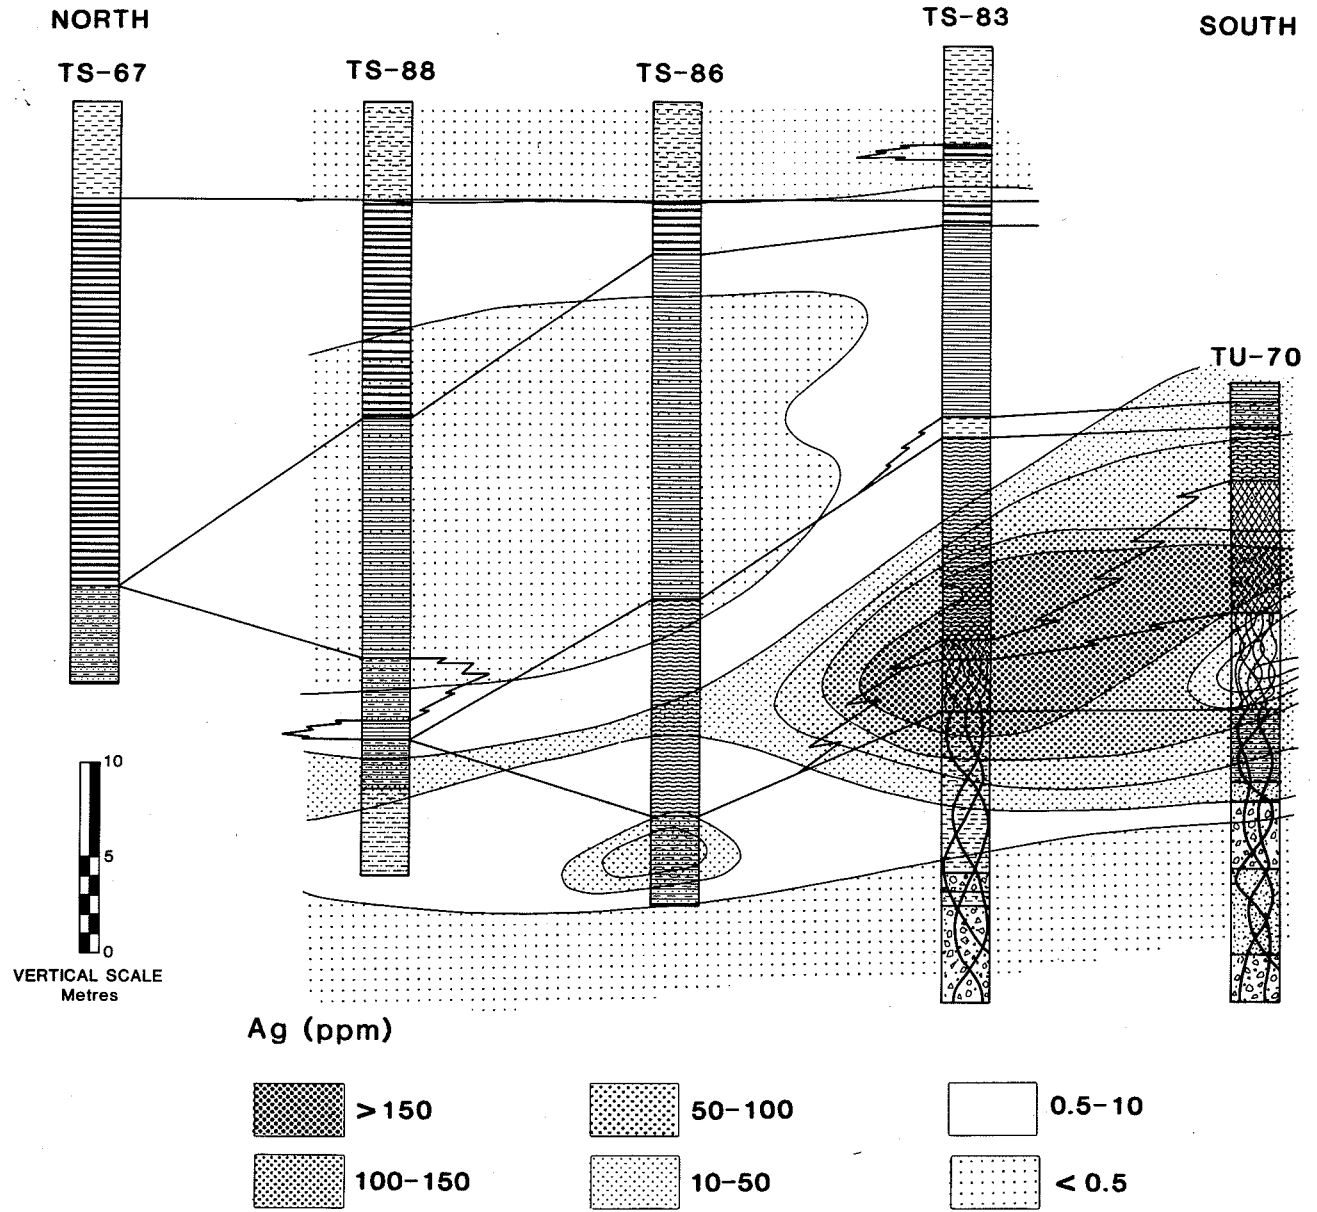 NORTH
TS-83
SOUTH
TS-67
TS-88
TS-86
TU-70
10
5
0
VERTICAL SCALE
Metres
Ag (ppm)
>150
50-100
0.5-10
100-150
10-50
<0.5